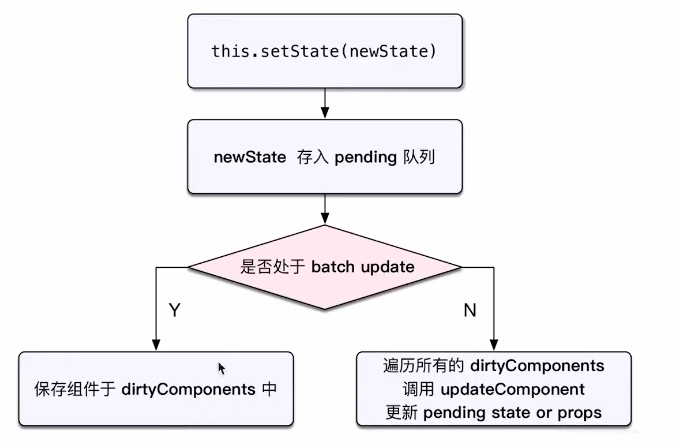 this.setState(newState)
newState 存入 pending 队列
是否处于 batch update
Y
N
保存组件于 dirtyComponents 中
遍历所有的 dirtyComponents
调用 updateComponent
更新 pending state or props